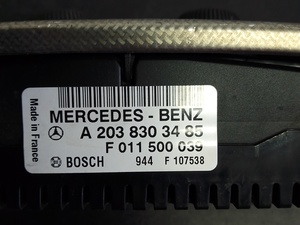 Made in France
MERCEDES - BENZ
A 203 830 34 85
F 011 500 039
BOSCH 944 F 107538